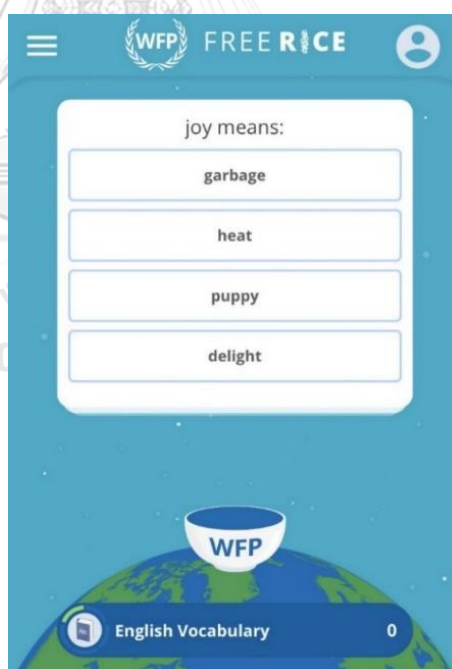 WFP FREE RICE
joy means:
garbage
heat
puppy
delight
WFP
English Vocabulary 0